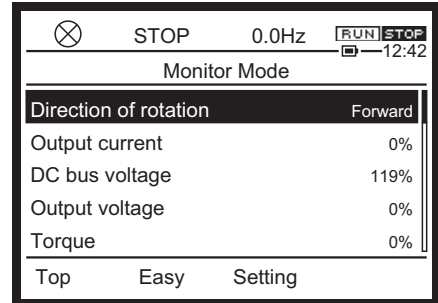 STOP 0.0Hz RUN STOP
12:42
Monitor Mode
Direction of rotation Forward
Output current 0%
DC bus voltage 119%
Output voltage 0%
Torque 0%
Top Easy Setting